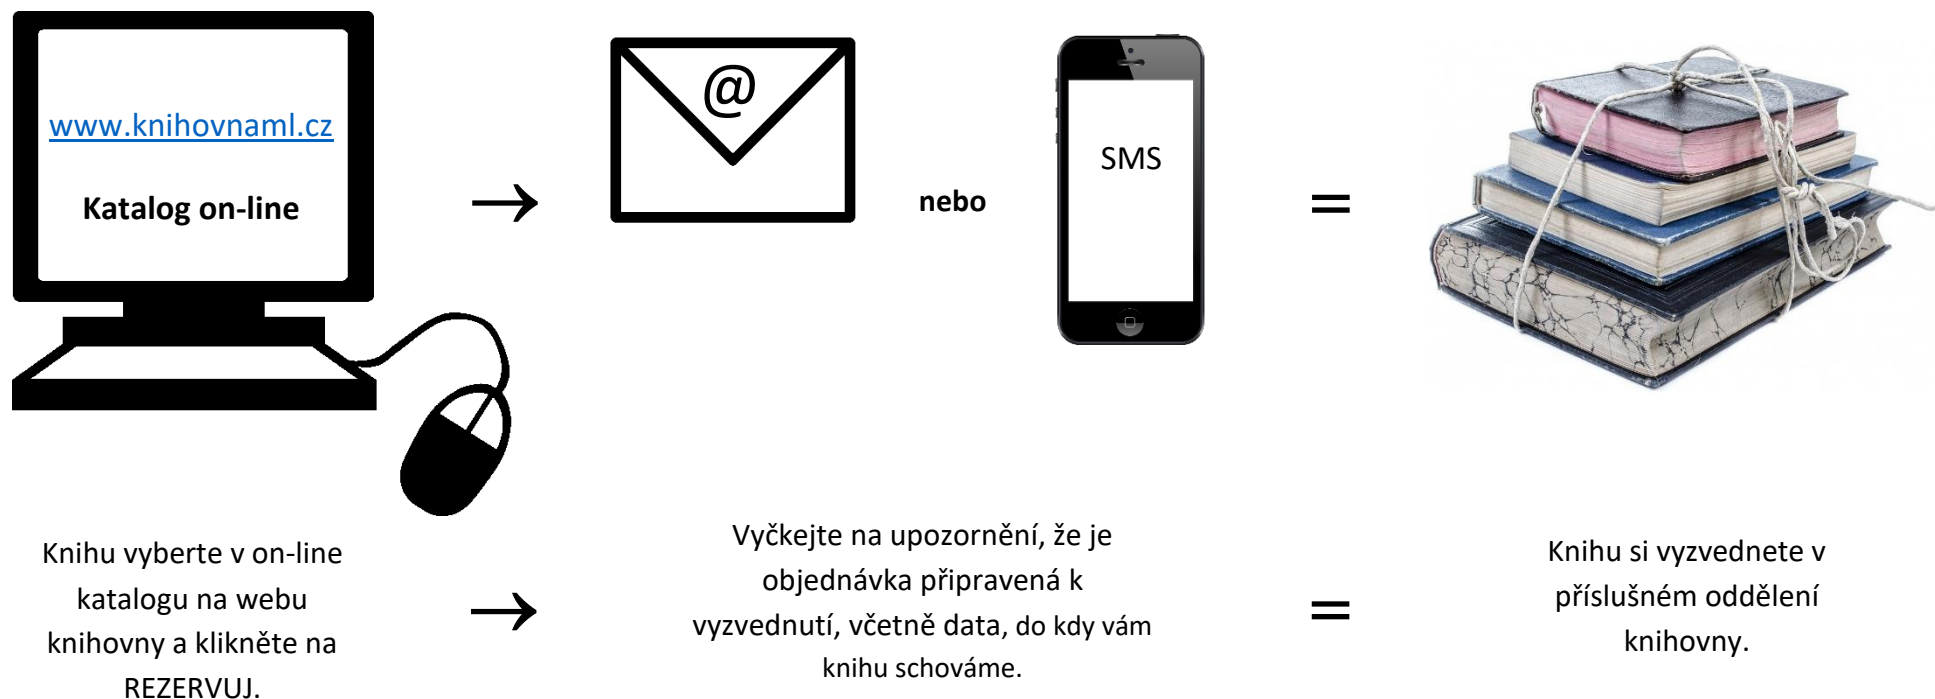 www.knihovnaml.cz
Katalog on-line
→
@
nebo
SMS
=
Knihu vyberte v on-line
katalogu na webu
knihovny a klikněte na
REZERVUJ.
→
Vyčkejte na upozornění, že je
objednávka připravená k
vyzvednutí, včetně data, do kdy vám
knihu schováme.
=
Knihu si vyzvednete v
příslušném oddělení
knihovny.